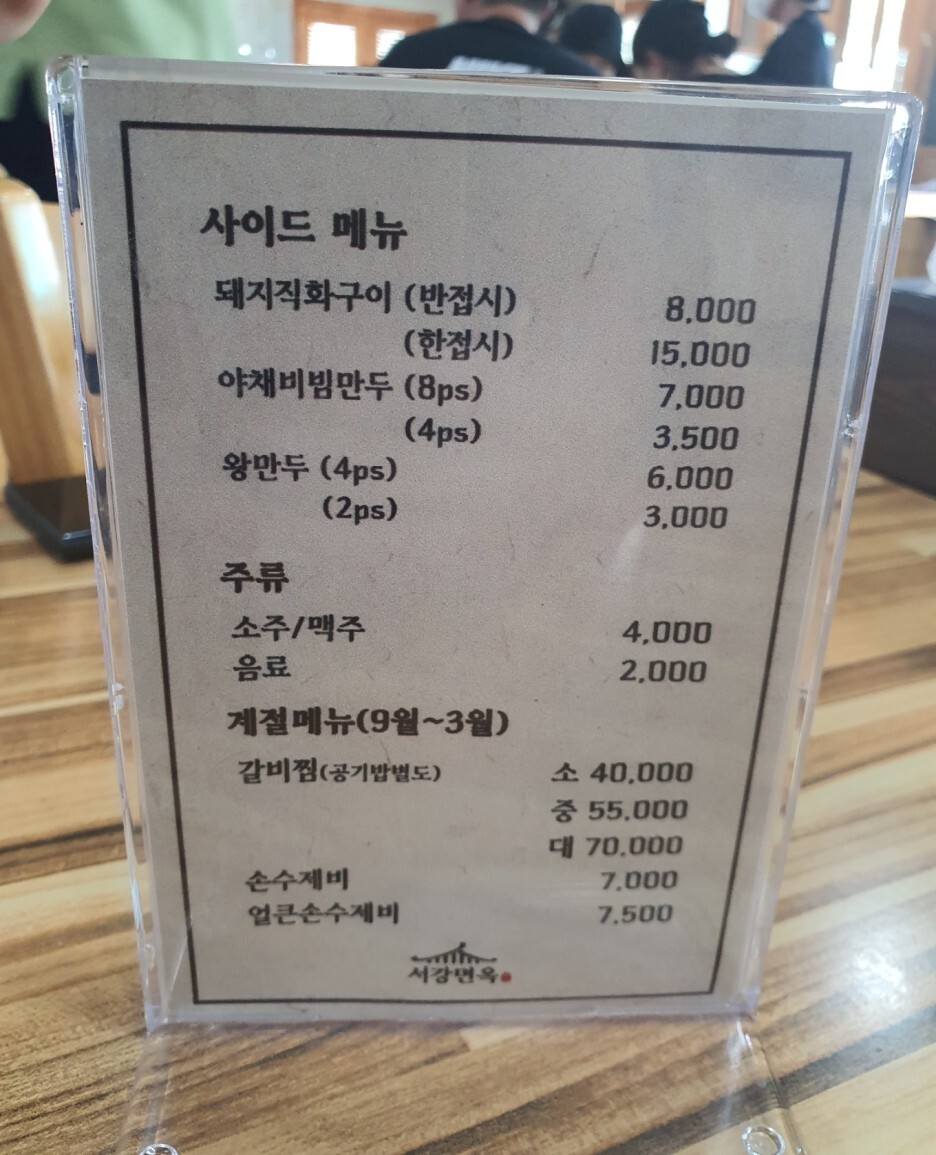 사이드 메뉴
돼지직화구이 (반접시) 8,000
(한접시) 15,000
야채비빔만두 (8ps) 7,000
(4ps) 3,500
왕만두 (4ps) 6,000
(2ps) 3,000
주류
소주/맥주 4,000
음료 2,000
계절메뉴(9월~3월)
갈비찜(공기밥별도) 소 40,000
중 55,000
대 70,000
손수제비 7,000
얼큰손수제비 7,500
서강면옥